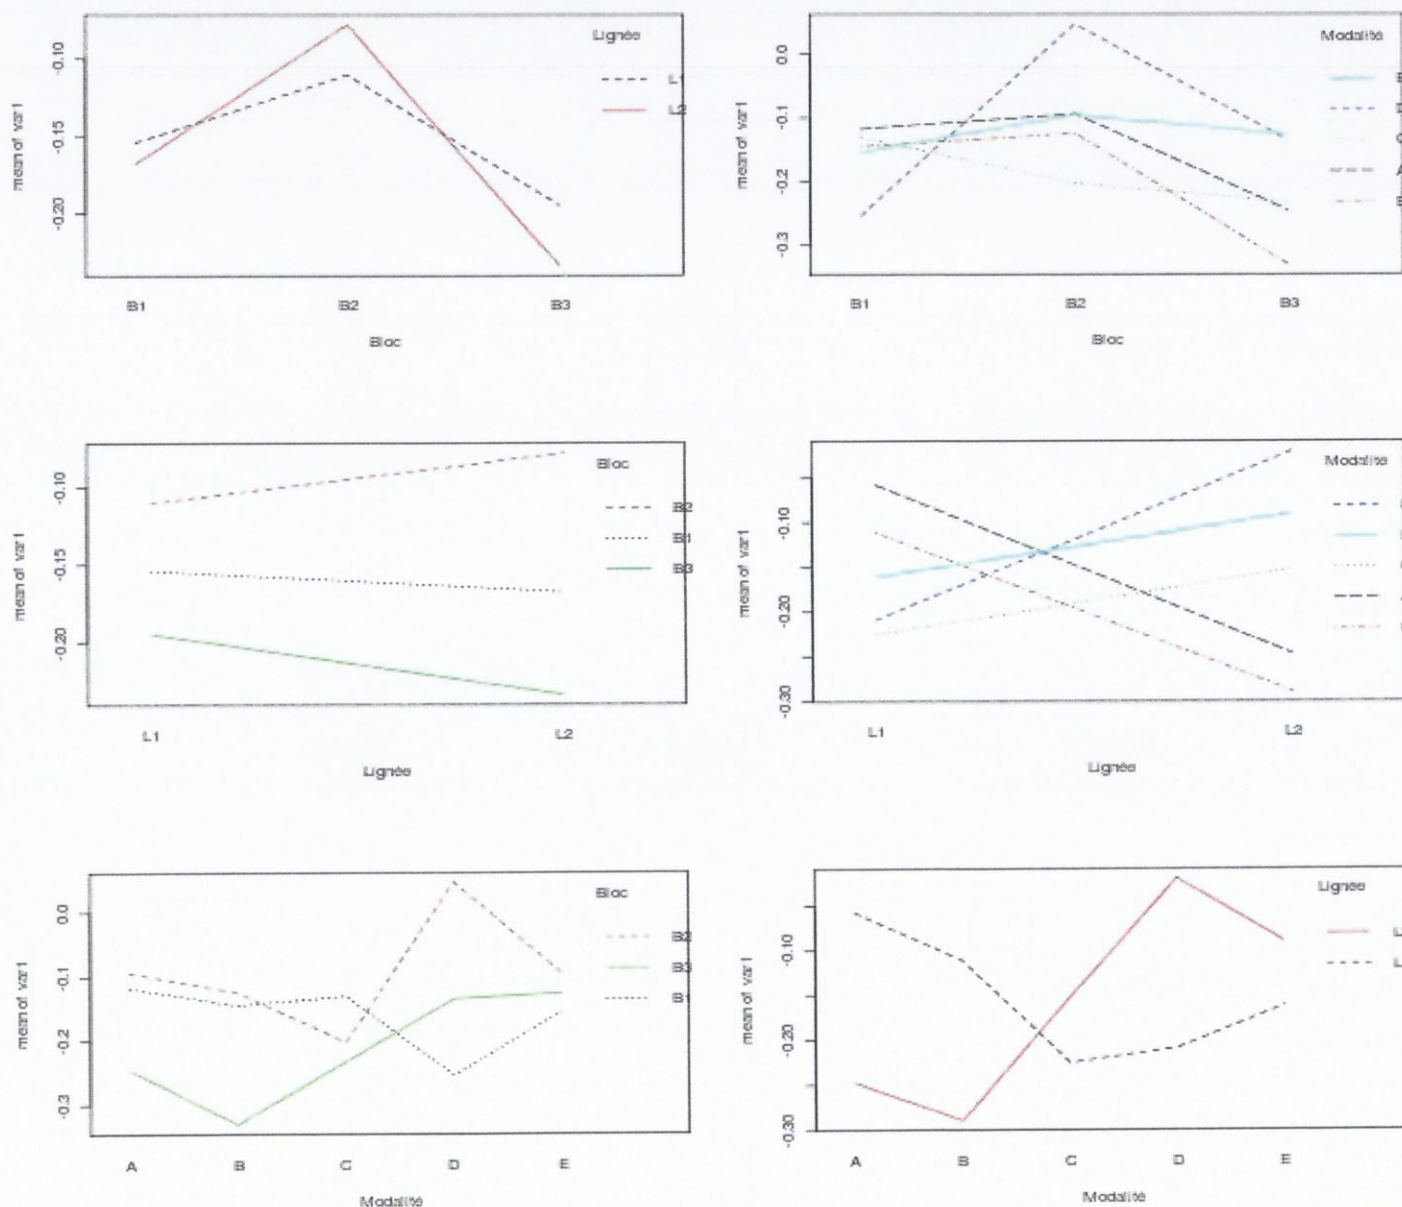 Lignée
-0.10
-0.15
-0.20
mean of var1
L2
B1 B2 B3
Bloc
Modalité
0.0
-0.1
-0.2
-0.3
mean of var1
A
B1 B2 B3
Bloc
Bloc
-0.10
-0.15
-0.20
mean of var1
B2
B1
B3
L1 L2
Lignée
Modalité
-0.10
-0.20
-0.30
mean of var1
L1 L2
Lignée
Bloc
0.0
-0.1
-0.2
-0.3
mean of var1
B2
B3
B1
A B C D E
Modalité
Lignée
-0.10
-0.20
-0.30
mean of var1
L
L
A B C D E
Modalité